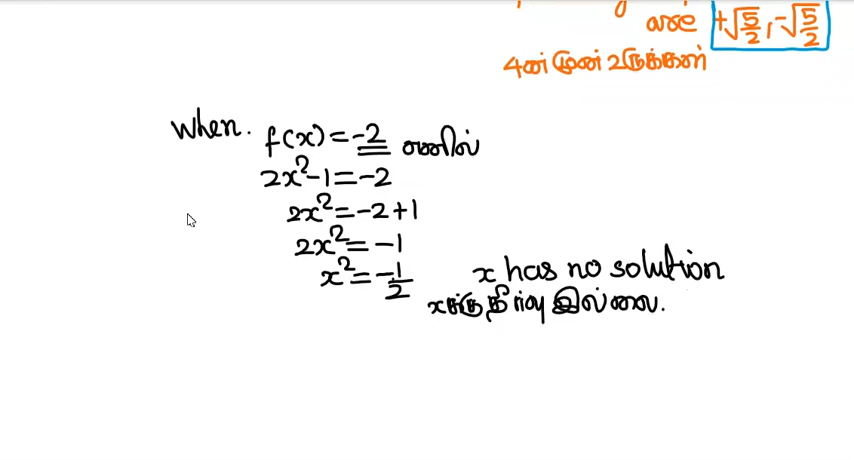 are +√5/2, -√5/2
4ன் முன் உருக்கள்
When. f(x) = -2 எனில்
2x² - 1 = -2
2x² = -2 + 1
2x² = -1
x² = -1/2 x has no solution
xக்கு தீர்வு இல்லை.